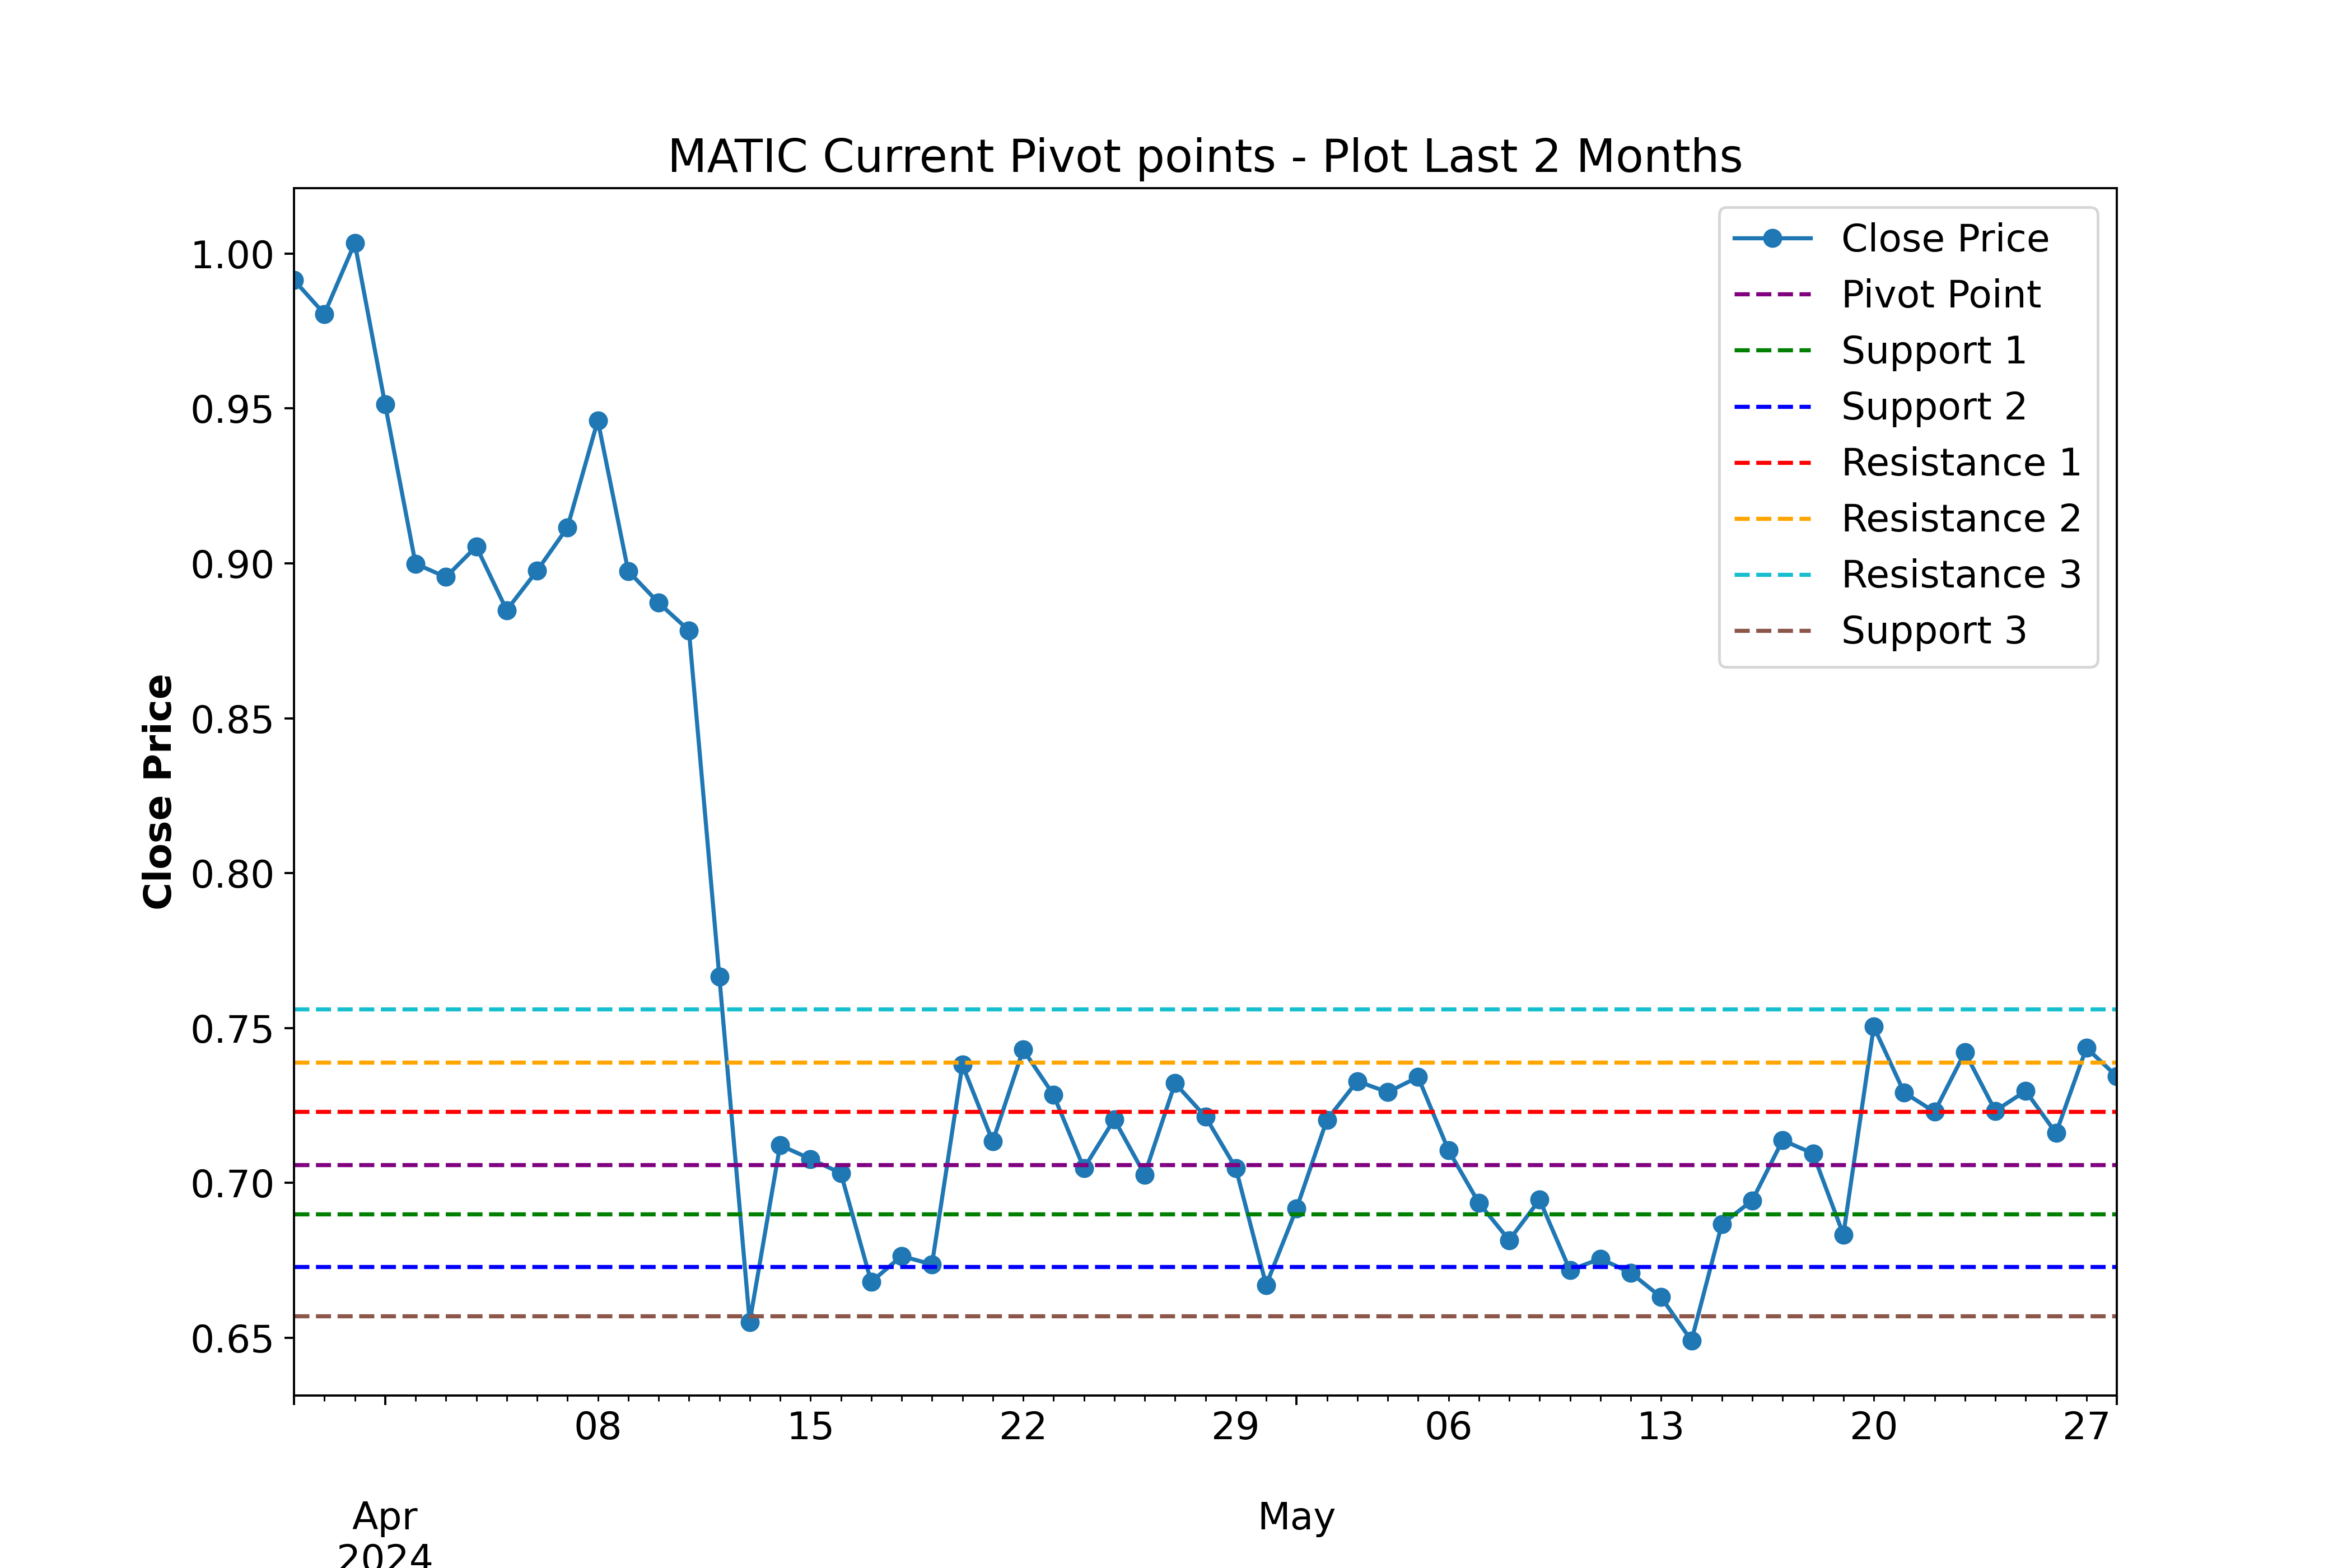 MATIC Current Pivot points - Plot Last 2 Months
Close Price
Pivot Point
Support 1
Support 2
Resistance 1
Resistance 2
Resistance 3
Support 3
Close Price
1.00
0.95
0.90
0.85
0.80
0.75
0.70
0.65
08 15 22 29 06 13 20 27
Apr May
2024